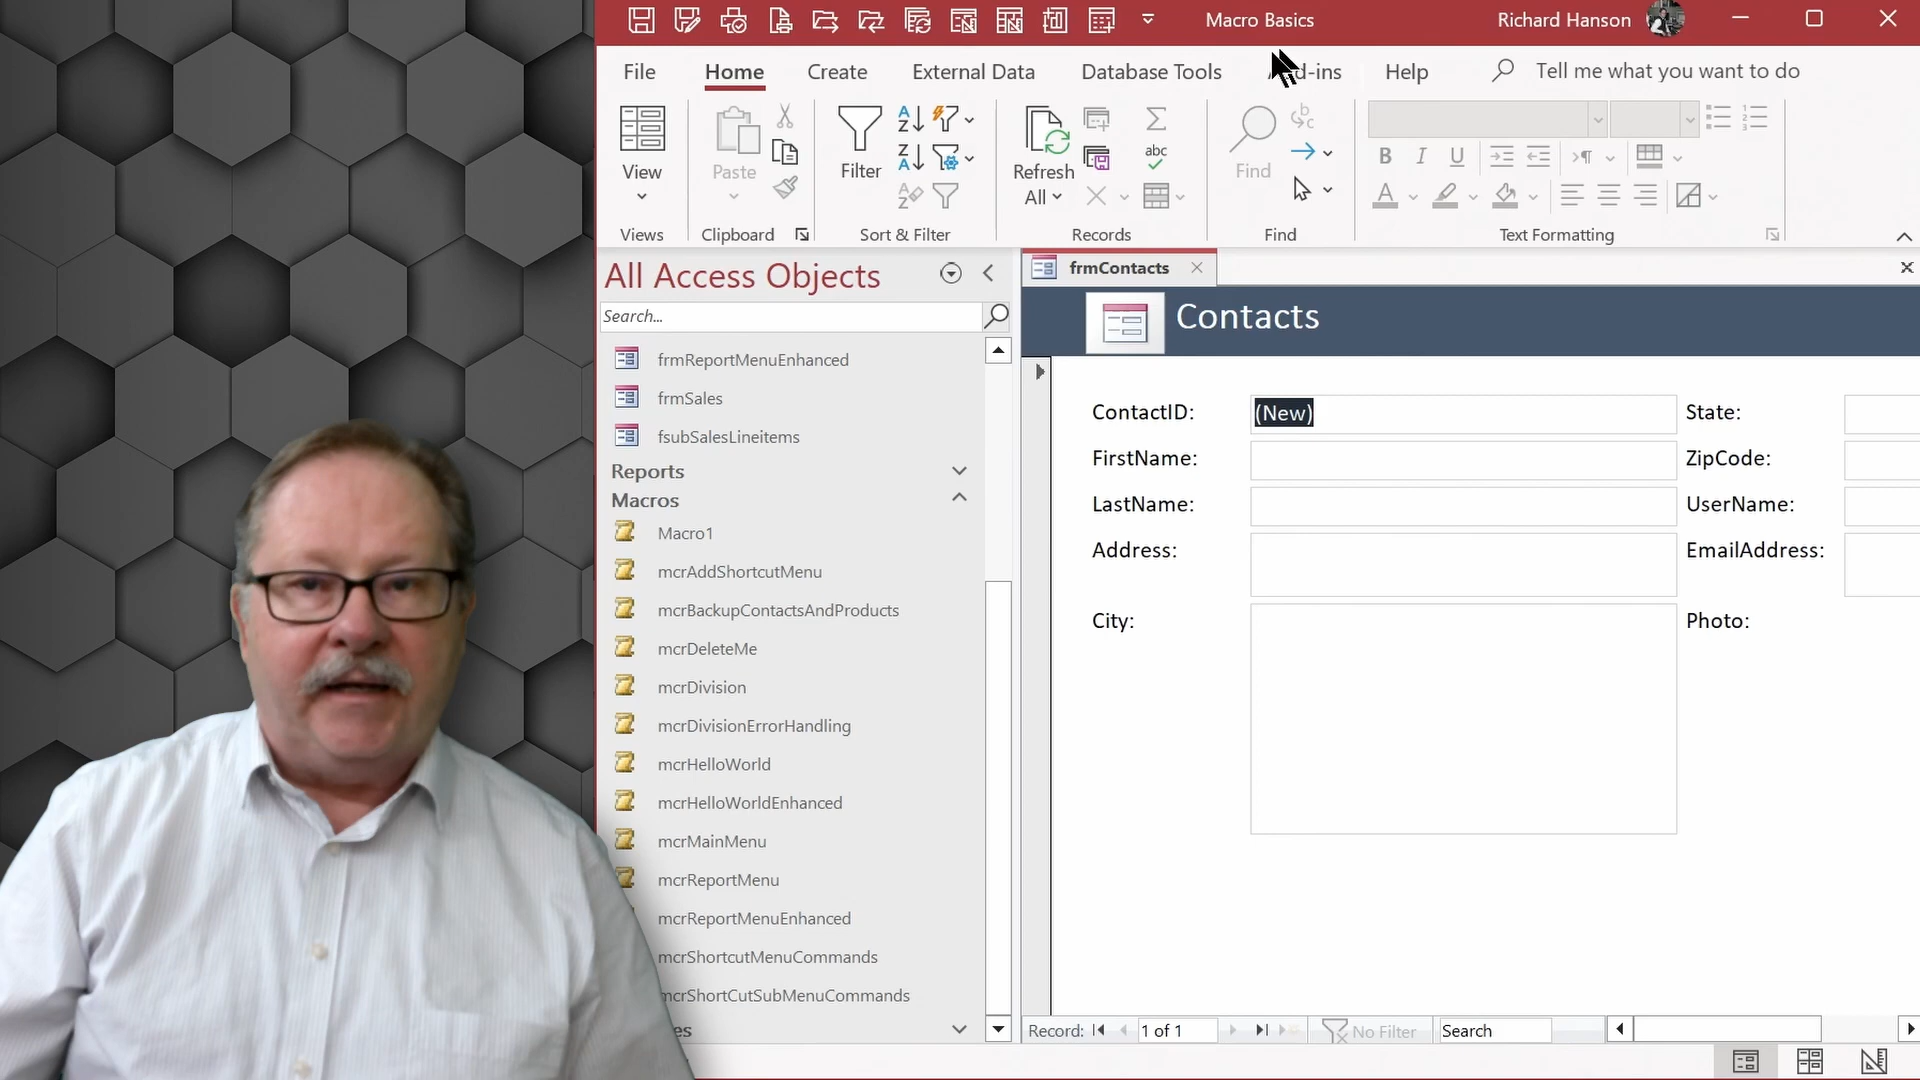 Macro Basics
Richard Hanson
File
Home
Create
External Data
Database Tools
Help
Tell me what you want to do
View
Paste
Filter
Refresh
All
Find
abc
Views
Clipboard
Sort & Filter
Records
Find
Text Formatting
B I U
A
All Access Objects
Search...
frmReportMenuEnhanced
frmSales
fsubSalesLineitems
Reports
Macros
Macro1
mcrAddShortcutMenu
mcrBackupContactsAndProducts
mcrDeleteMe
mcrDivision
mcrDivisionErrorHandling
mcrHelloWorld
mcrHelloWorldEnhanced
mcrMainMenu
mcrReportMenu
mcrReportMenuEnhanced
mcrShortcutMenuCommands
mcrShortCutSubMenuCommands
frmContacts
Contacts
ContactID:
(New)
State:
FirstName:
ZipCode:
LastName:
UserName:
Address:
EmailAddress:
City:
Photo:
Record:
1 of 1
No Filter
Search